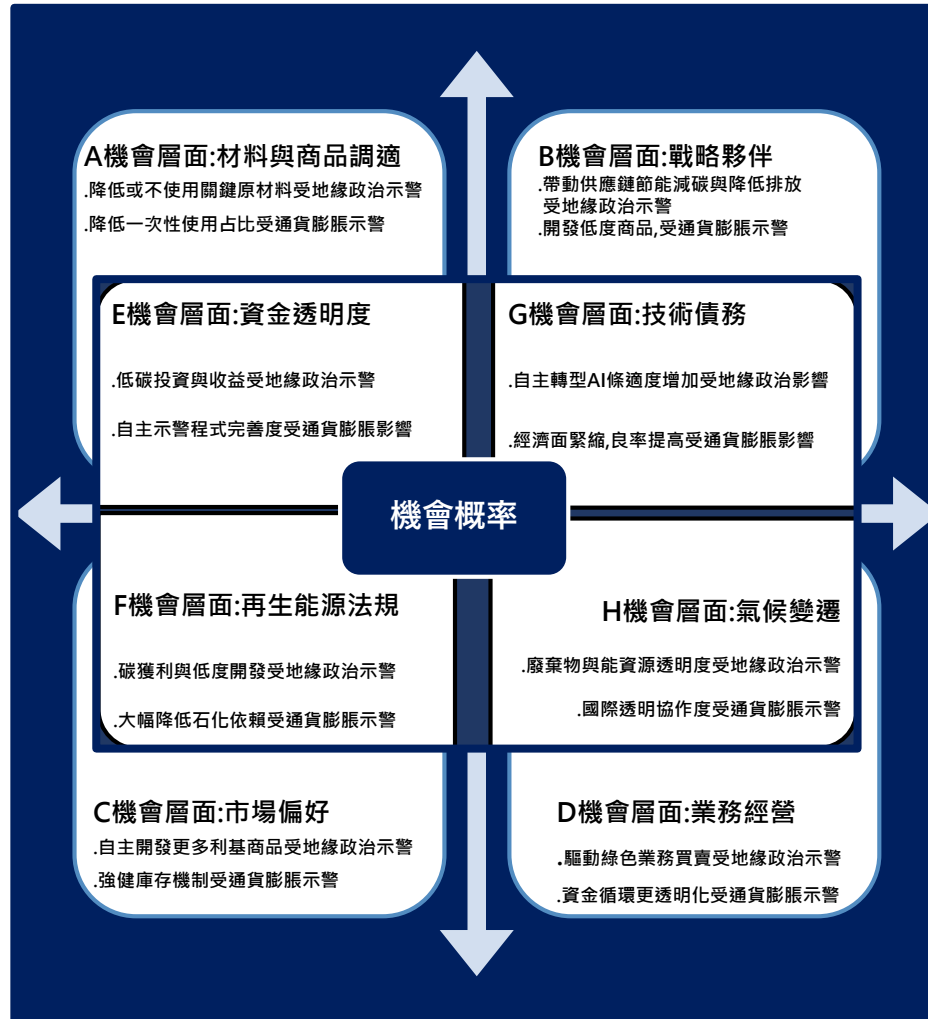 A機會層面:材料與商品調適
.降低或不使用關鍵原材料受地緣政治示警
.降低一次性使用占比受通貨膨脹示警
B機會層面:戰略夥伴
.帶動供應鏈節能減碳與降低排放
受地緣政治示警
.開發低度商品,受通貨膨脹示警
E機會層面:資金透明度
.低碳投資與收益受地緣政治示警
.自主示警程式完善度受通貨膨脹影響
G機會層面:技術債務
.自主轉型AI條適度增加受地緣政治影響
.經濟面緊縮,良率提高受通貨膨脹影響
機會概率
F機會層面:再生能源法規
.碳獲利與低度開發受地緣政治示警
.大幅降低石化依賴受通貨膨脹示警
H機會層面:氣候變遷
.廢棄物與能資源透明度受地緣政治示警
.國際透明協作度受通貨膨脹示警
C機會層面:市場偏好
.自主開發更多利基商品受地緣政治示警
.強健庫存機制受通貨膨脹示警
D機會層面:業務經營
.驅動綠色業務買賣受地緣政治示警
.資金循環更透明化受通貨膨脹示警